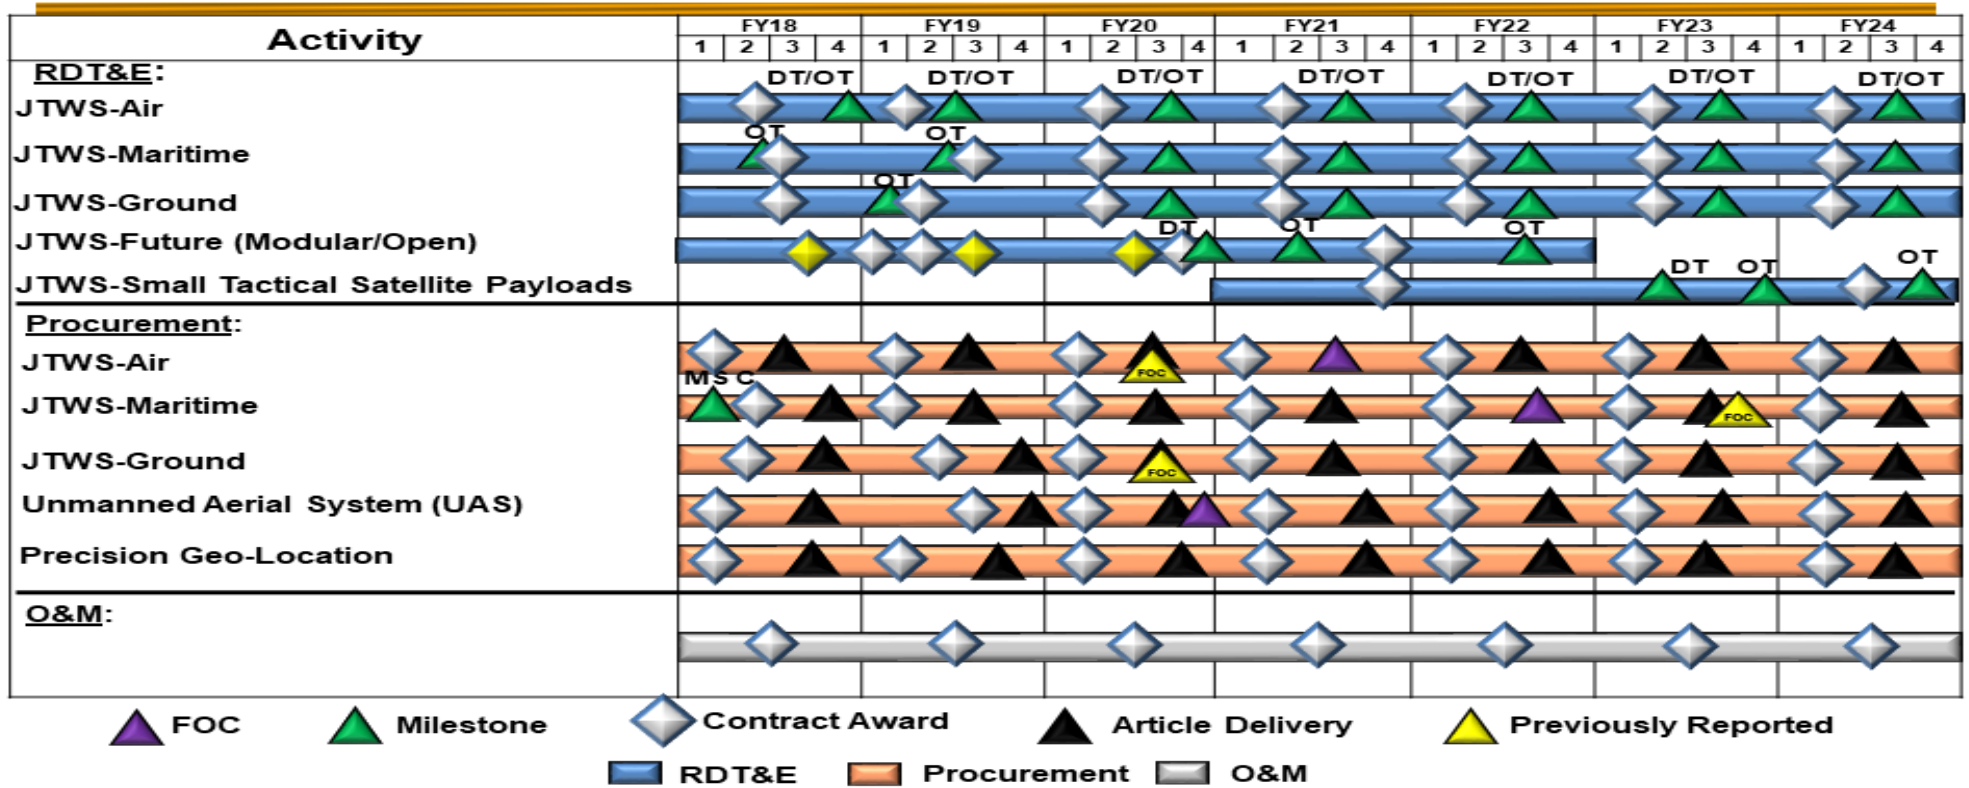 Activity FY18 FY19 FY20 FY21 FY22 FY23 FY24
1 2 3 4 1 2 3 4 1 2 3 4 1 2 3 4 1 2 3 4 1 2 3 4 1 2 3 4
RDT&E: DT/OT DT/OT DT/OT DT/OT DT/OT DT/OT DT/OT
JTWS-Air
OT OT
JTWS-Maritime
OT
JTWS-Ground
DT OT OT
JTWS-Future (Modular/Open)
DT OT OT
JTWS-Small Tactical Satellite Payloads
Procurement:
JTWS-Air FOC
MS C
JTWS-Maritime FOC
JTWS-Ground FOC
Unmanned Aerial System (UAS)
Precision Geo-Location
O&M:
FOC Milestone Contract Award Article Delivery Previously Reported
RDT&E Procurement O&M